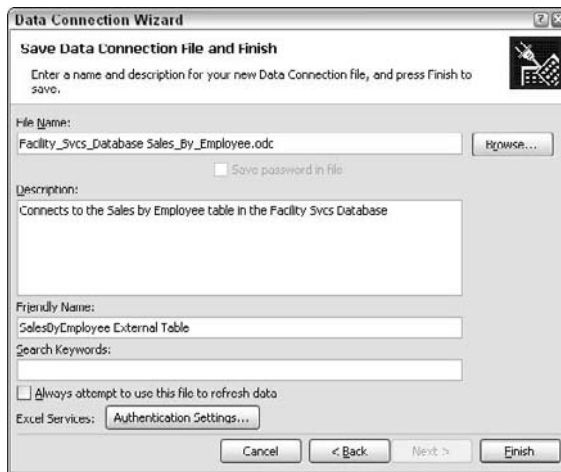 Data Connection Wizard
Save Data Connection File and Finish
Enter a name and description for your new Data Connection file, and press Finish to
save.
File Name:
Facility_Svcs_Database Sales_By_Employee.odc
Browse...
Save password in file
Description:
Connects to the Sales by Employee table in the Facility Svcs Database
Friendly Name:
SalesByEmployee External Table
Search Keywords:
Always attempt to use this file to refresh data
Excel Services: Authentication Settings...
Cancel < Back Next > Finish